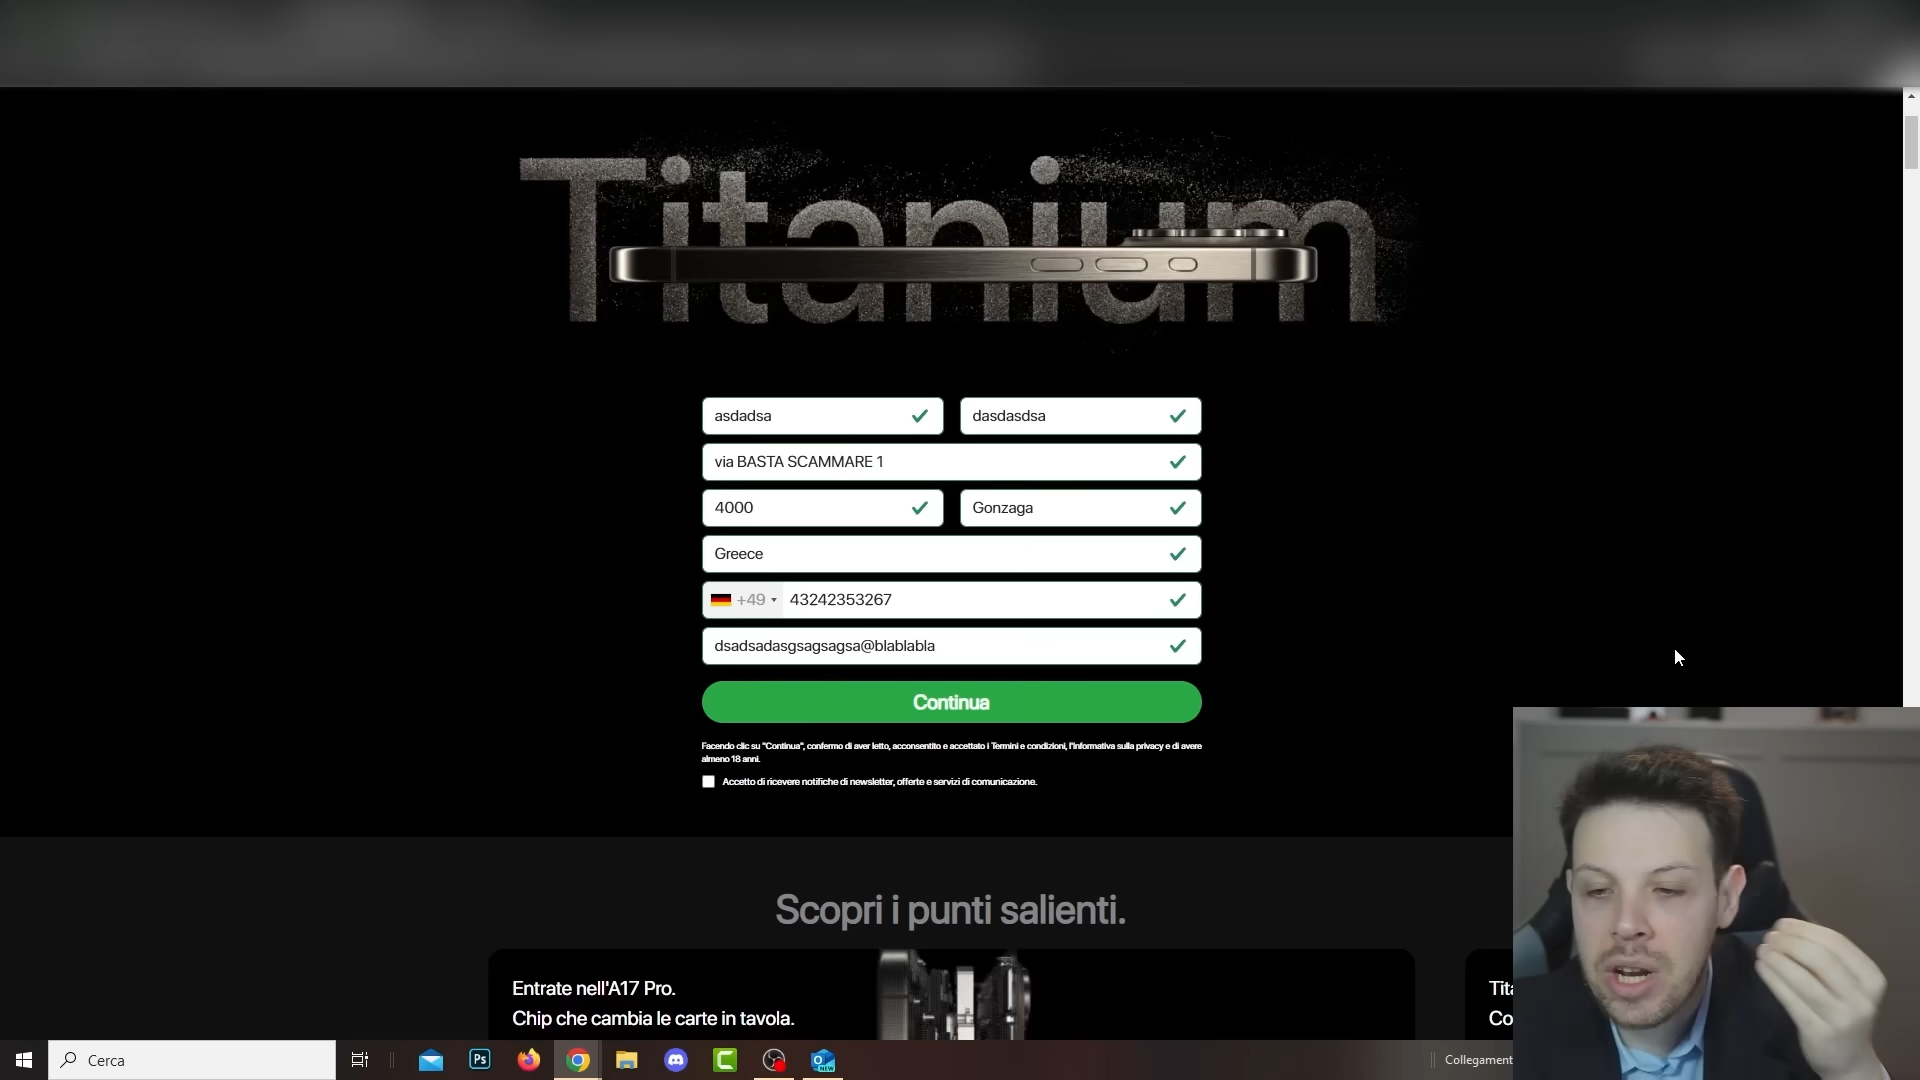 Titanium
asdadsa
dasdasdsa
via BASTA SCAMMARE 1
4000
Gonzaga
Greece
+49
43242353267
dsadsadasgsagsagsa@blablabla
Continua
Facendo clic su "Continua", confermo di aver letto, acconsentito e accettato i Termini e condizioni, l'Informativa sulla privacy e di avere
almeno 18 anni.
Accetto di ricevere notifiche di newsletter, offerte e servizi di comunicazione.
Scopri i punti salienti.
Entrate nell'A17 Pro.
Chip che cambia le carte in tavola.
Tita
Co
Cerca
Ps
NEW
Collegament